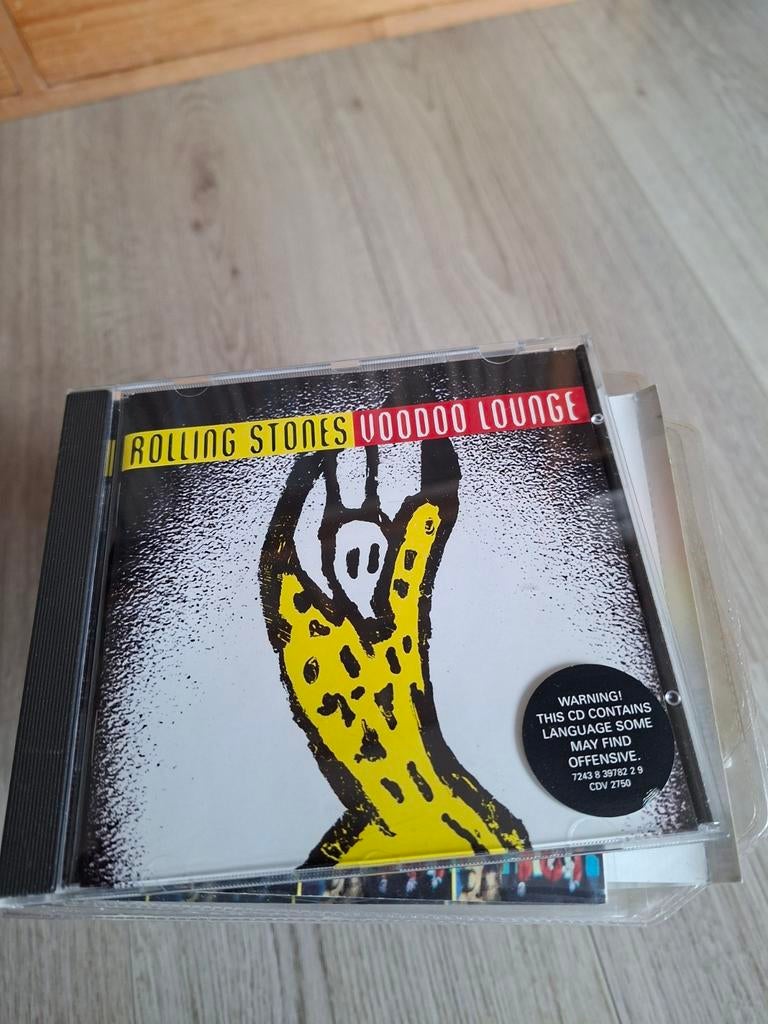 ROLLING STONES VOODOO LOUNGE
WARNING!
THIS CD CONTAINS
LANGUAGE SOME
MAY FIND
OFFENSIVE.
7243 8 39782 2 9
CDV 2750